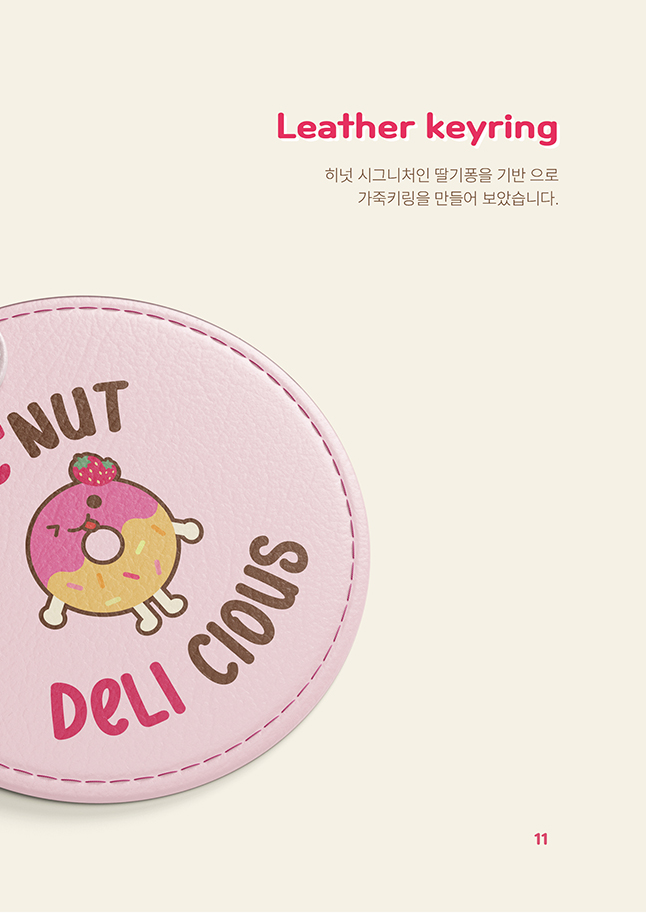 Leather keyring
히넛 시그니처인 딸기퐁을 기반 으로
가죽키링을 만들어 보았습니다.
NUT
DeLI CIOUS
11